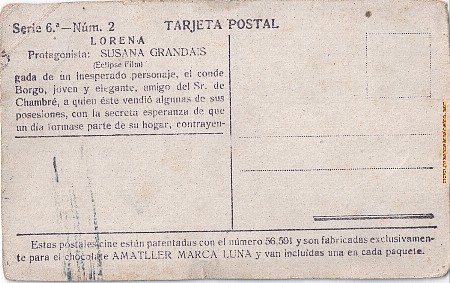 Serie 6.ª—Núm. 2 TARJETA POSTAL
LORENA
Protagonista: SUSANA GRANDAIS
(Eclipse Film)
gada de un inesperado personaje, el conde
Borgo, joven y elegante, amigo del Sr. de
Chambré, a quien éste vendió algunas de sus
posesiones, con la secreta esperanza de que
un día formase parte de su hogar, contrayen-
Estas postales cine están patentadas con el número 56,591 y son fabricadas exclusivamen-
te para el chocolate AMATLLER MARCA LUNA y van incluídas una en cada paquete.